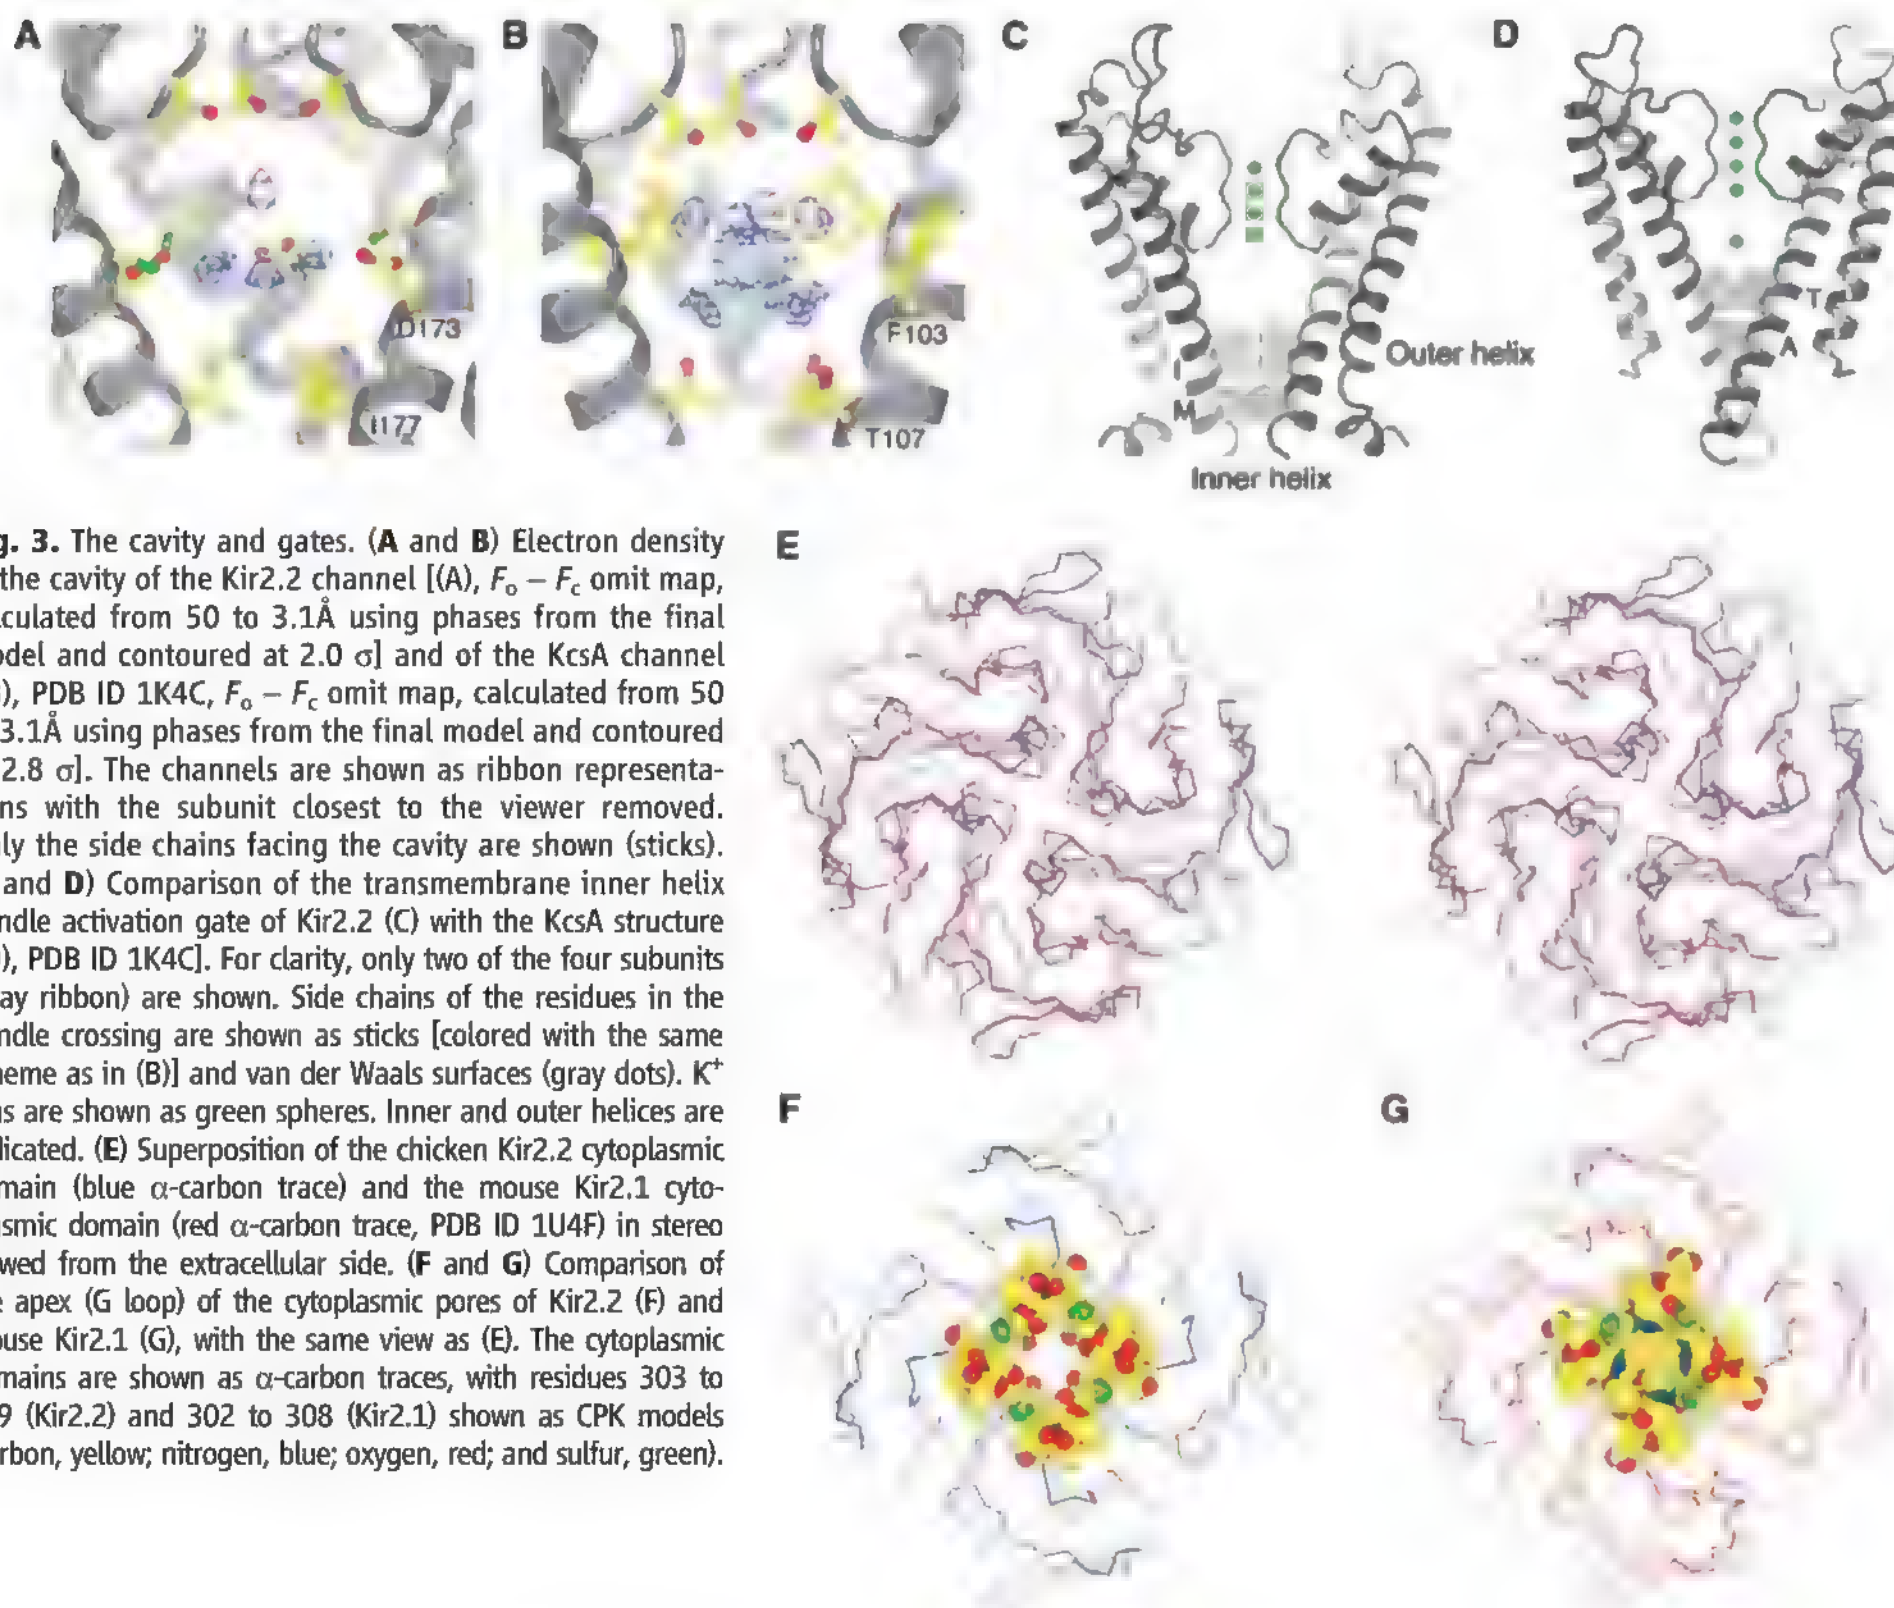 A
B
C
D
D173
I177
F103
T107
Outer helix
I
M
Inner helix
T
A
g. 3. The cavity and gates. (A and B) Electron density
the cavity of the Kir2.2 channel [(A), Fo – Fc omit map,
lculated from 50 to 3.1Å using phases from the final
odel and contoured at 2.0 σ] and of the KcsA channel
), PDB ID 1K4C, Fo – Fc omit map, calculated from 50
3.1Å using phases from the final model and contoured
2.8 σ]. The channels are shown as ribbon representa-
ns with the subunit closest to the viewer removed.
ly the side chains facing the cavity are shown (sticks).
and D) Comparison of the transmembrane inner helix
ndle activation gate of Kir2.2 (C) with the KcsA structure
), PDB ID 1K4C]. For clarity, only two of the four subunits
ay ribbon) are shown. Side chains of the residues in the
ndle crossing are shown as sticks [colored with the same
eme as in (B)] and van der Waals surfaces (gray dots). K⁺
s are shown as green spheres. Inner and outer helices are
licated. (E) Superposition of the chicken Kir2.2 cytoplasmic
main (blue α-carbon trace) and the mouse Kir2.1 cyto-
smic domain (red α-carbon trace, PDB ID 1U4F) in stereo
wed from the extracellular side. (F and G) Comparison of
e apex (G loop) of the cytoplasmic pores of Kir2.2 (F) and
ouse Kir2.1 (G), with the same view as (E). The cytoplasmic
mains are shown as α-carbon traces, with residues 303 to
9 (Kir2.2) and 302 to 308 (Kir2.1) shown as CPK models
rbon, yellow; nitrogen, blue; oxygen, red; and sulfur, green).
E
F
G